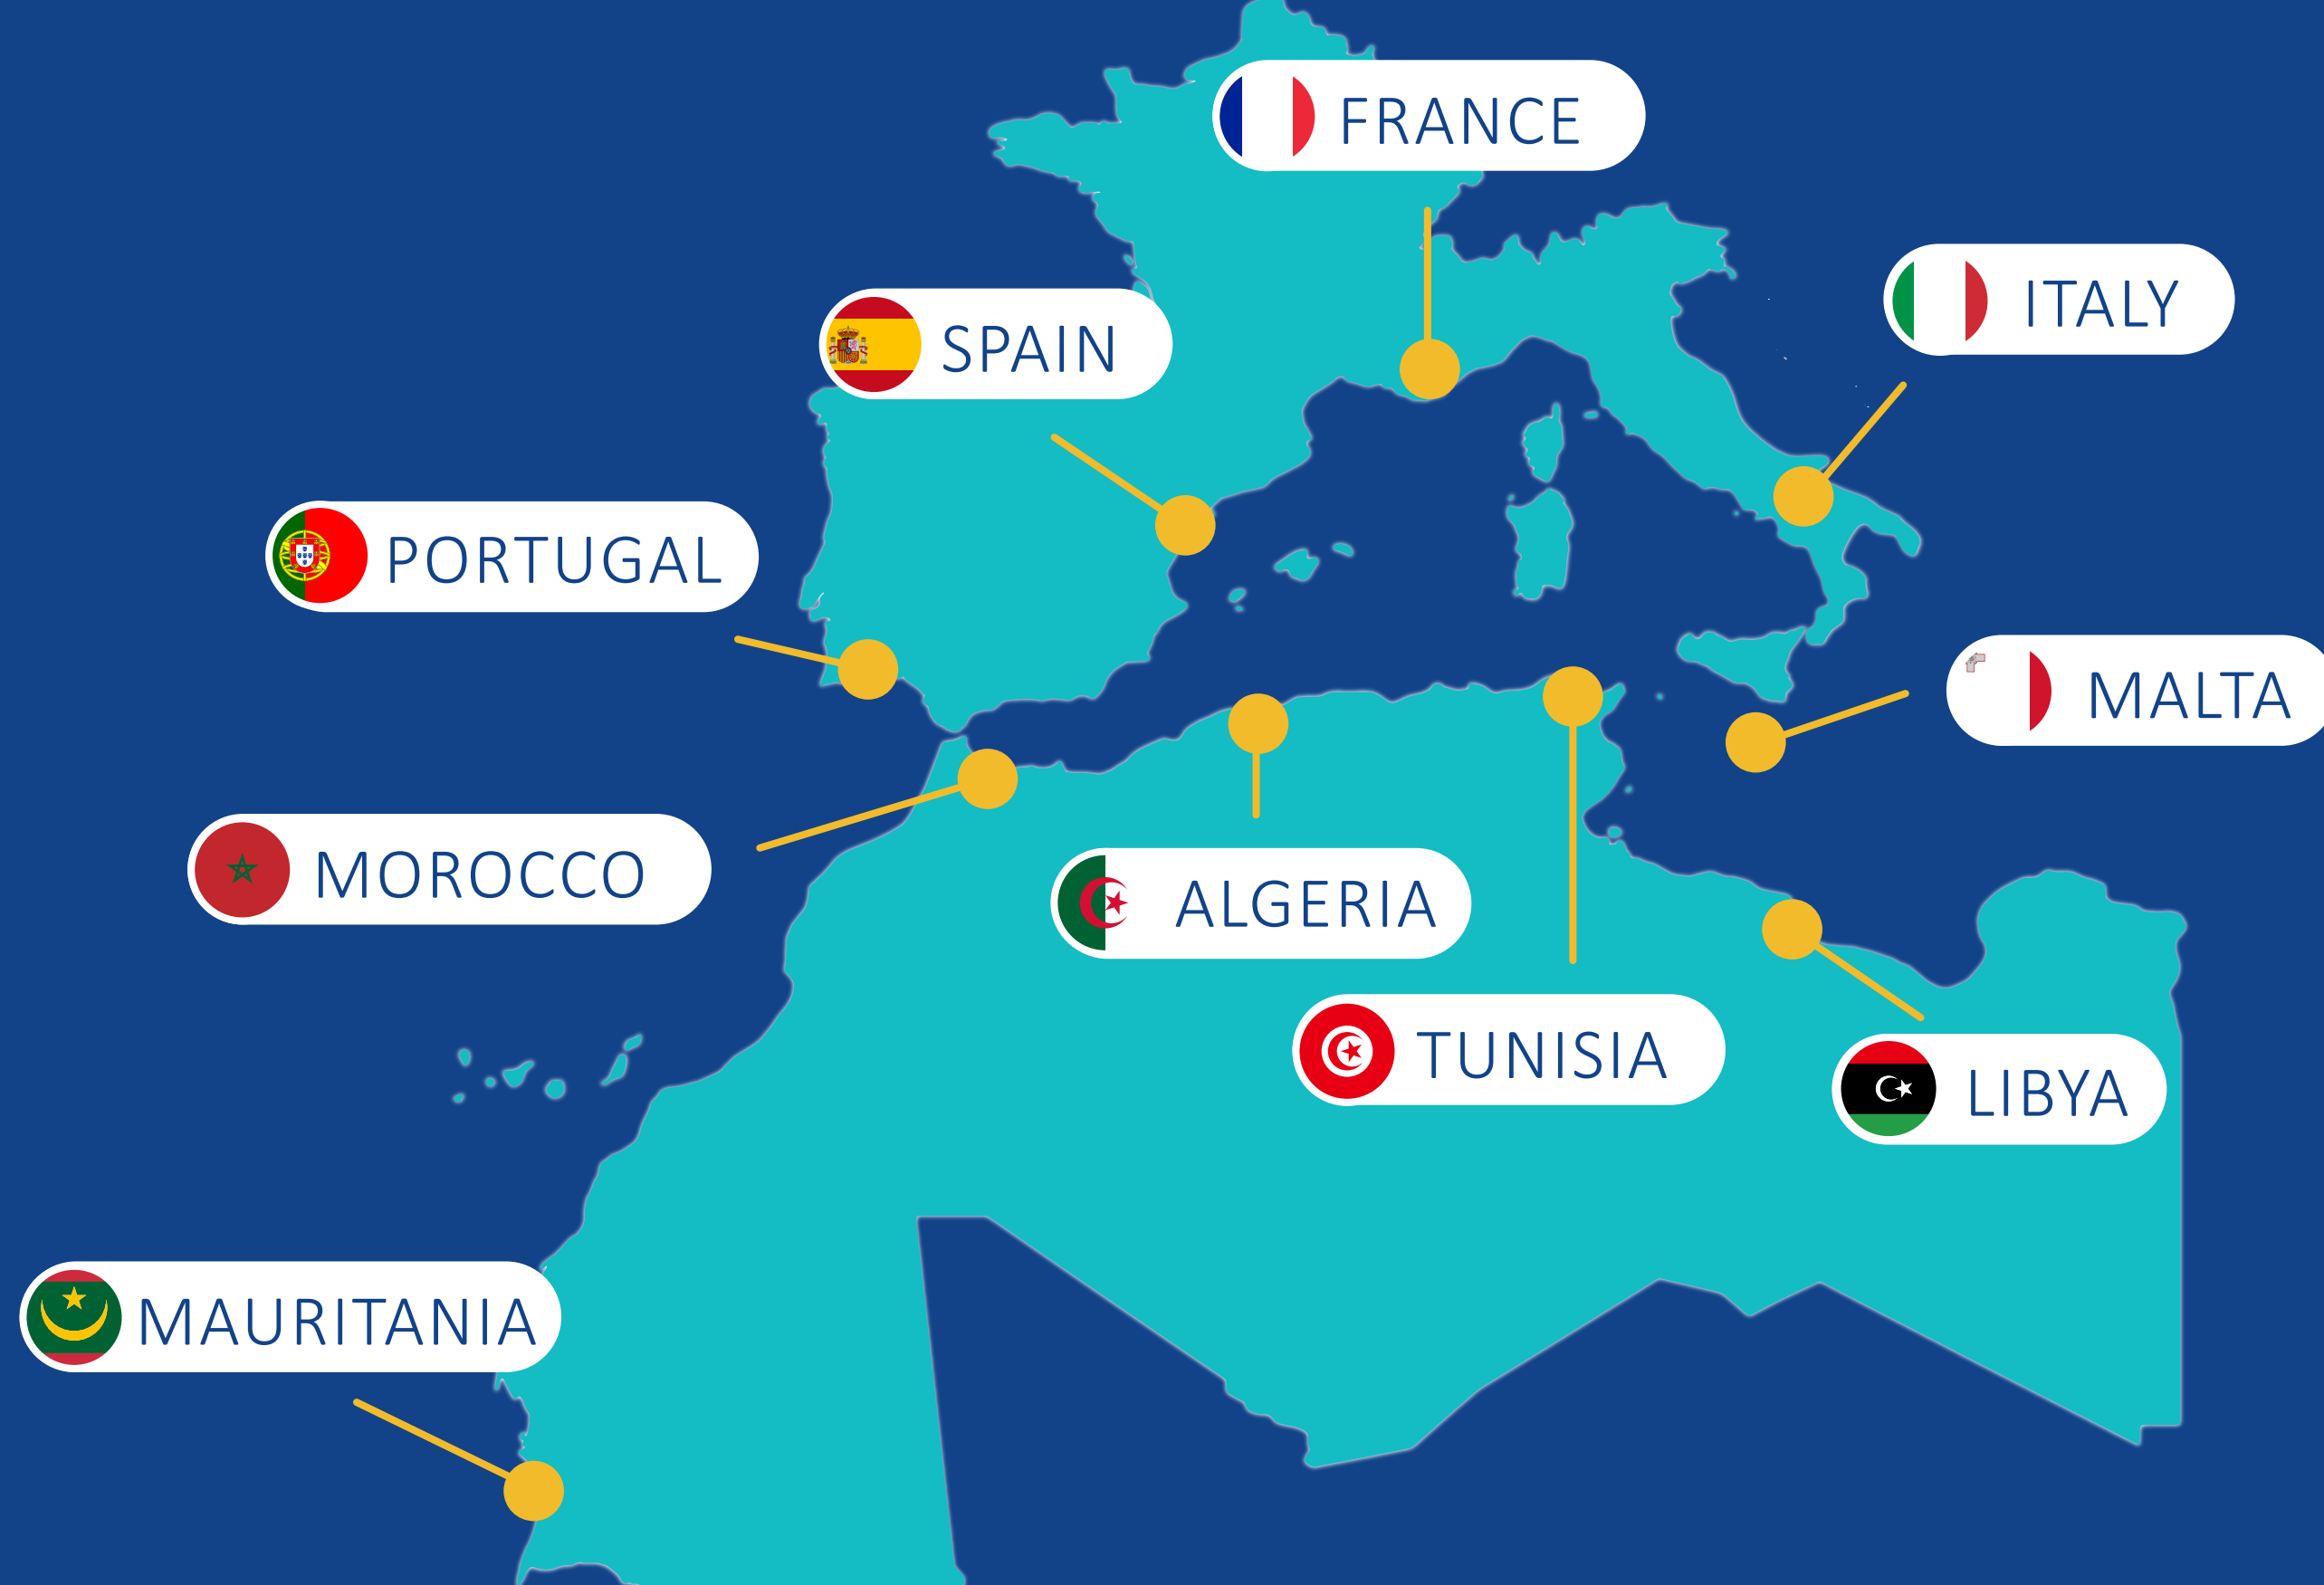 FRANCE
ITALY
SPAIN
PORTUGAL
MALTA
MOROCCO
ALGERIA
TUNISIA
LIBYA
MAURITANIA